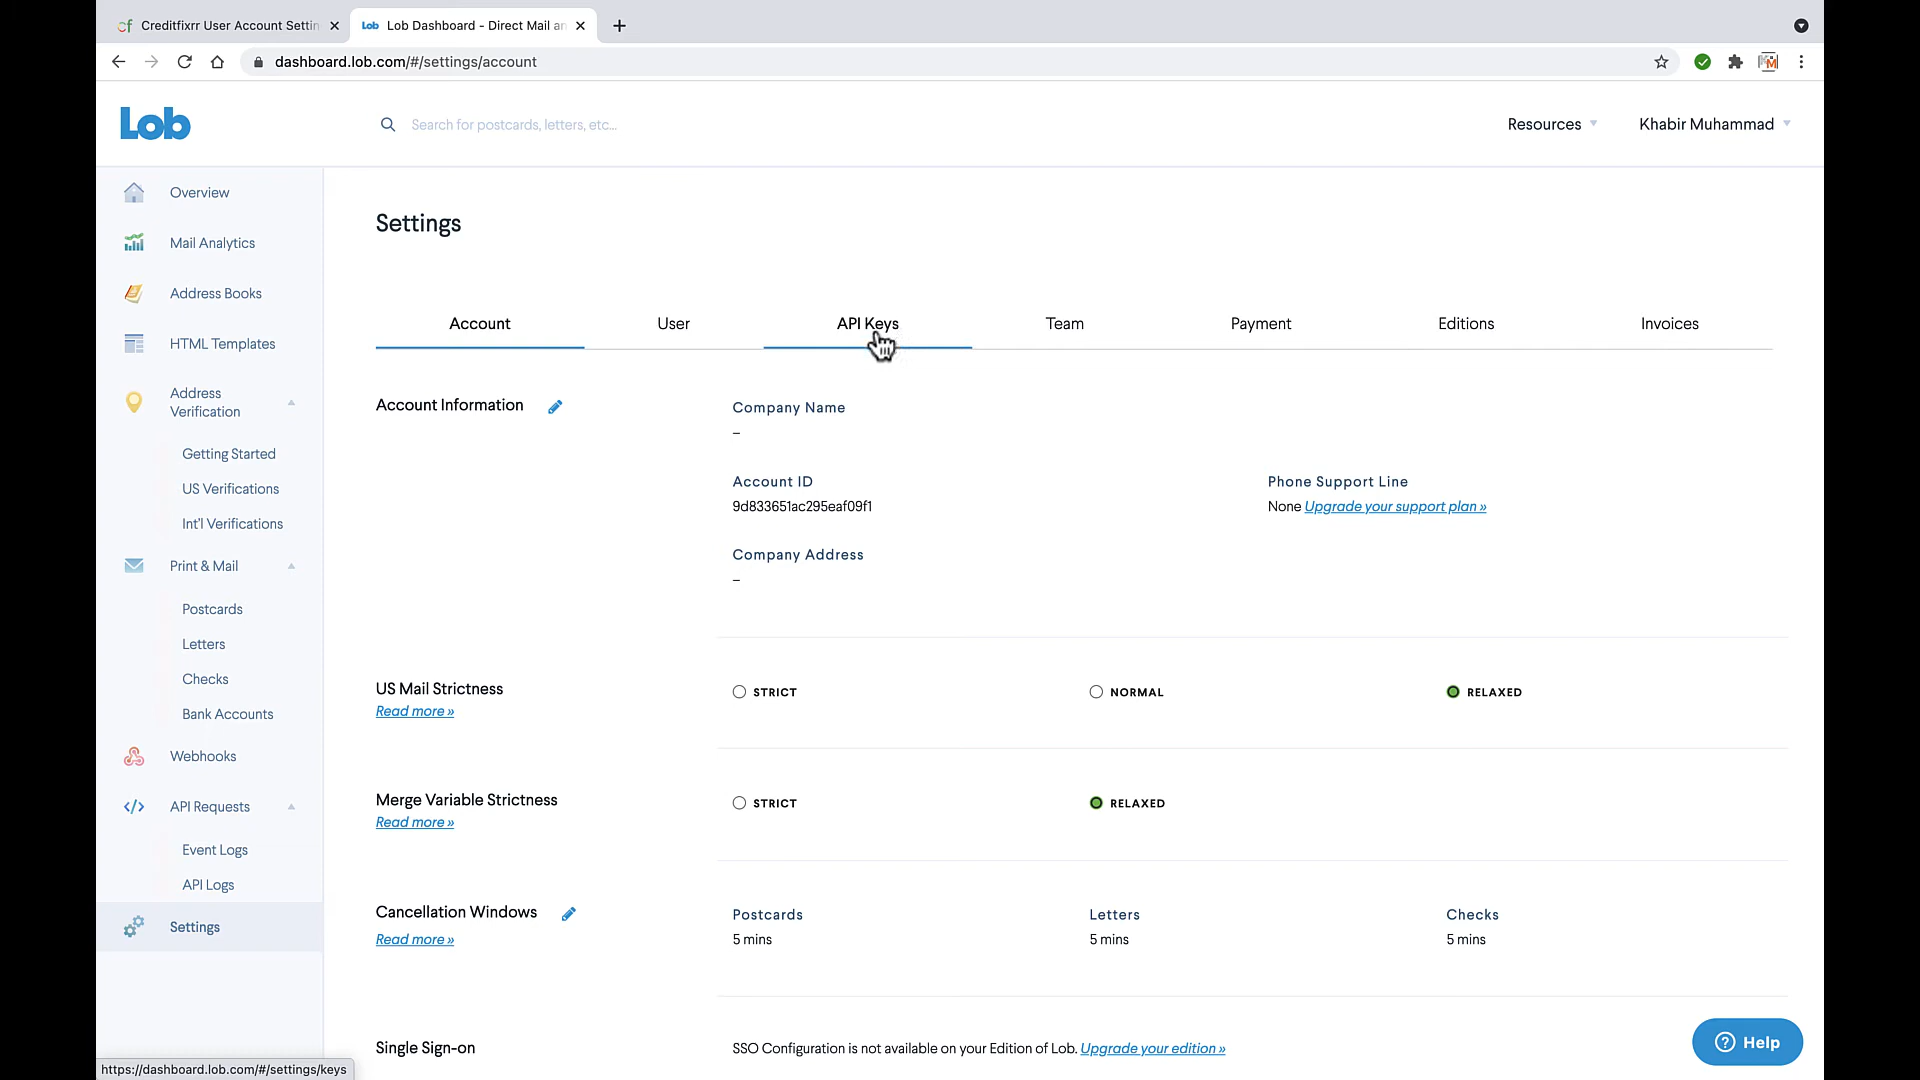 Creditfixrr User Account Settin
Lob Lob Dashboard - Direct Mail an
dashboard.lob.com/#/settings/account
Lob
Search for postcards, letters, etc...
Resources
Khabir Muhammad
Overview
Mail Analytics
Address Books
HTML Templates
Address
Verification
Getting Started
US Verifications
Int'l Verifications
Print & Mail
Postcards
Letters
Checks
Bank Accounts
Webhooks
API Requests
Event Logs
API Logs
Settings
Settings
Account User API Keys Team Payment Editions Invoices
Account Information
Company Name
–
Account ID
9d833651ac295eaf09f1
Phone Support Line
None Upgrade your support plan »
Company Address
–
US Mail Strictness
Read more »
STRICT NORMAL RELAXED
Merge Variable Strictness
Read more »
STRICT RELAXED
Cancellation Windows
Read more »
Postcards
5 mins
Letters
5 mins
Checks
5 mins
Single Sign-on
SSO Configuration is not available on your Edition of Lob. Upgrade your edition »
Help
https://dashboard.lob.com/#/settings/keys